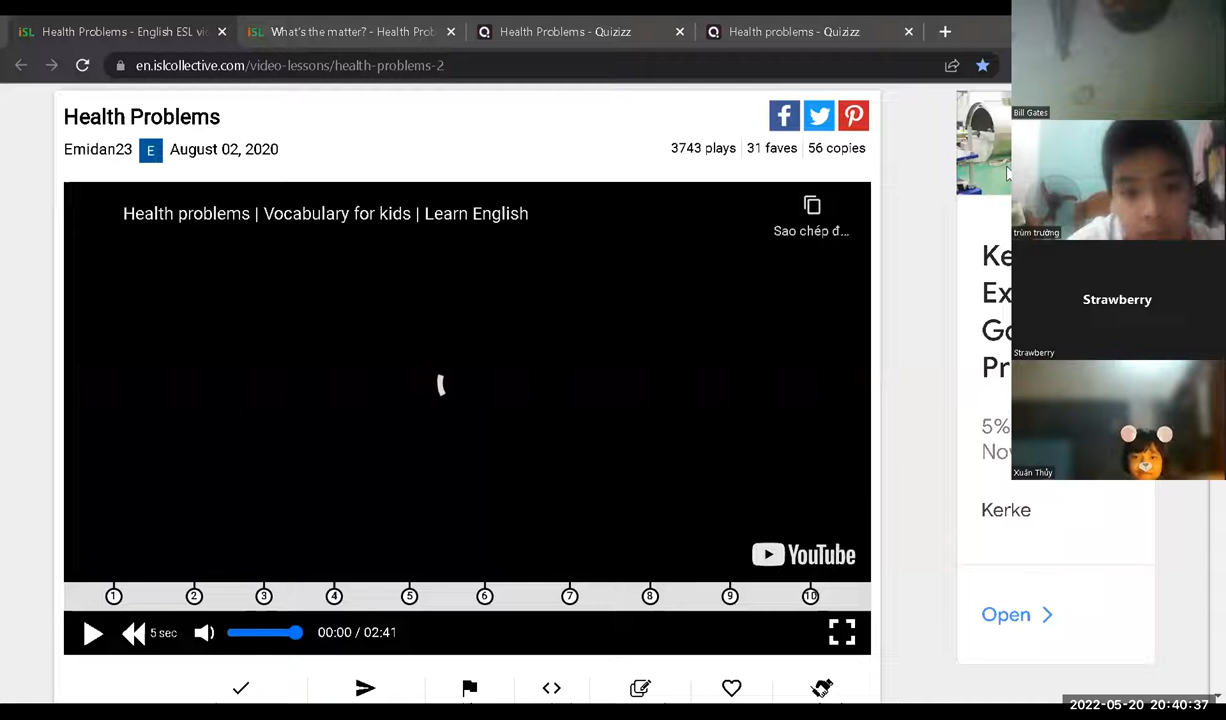 iSL Health Problems - English ESL vi
iSL What's the matter? - Health Prob
Q Health Problems - Quizizz
Q Health problems - Quizizz
en.islcollective.com/video-lessons/health-problems-2
Health Problems
Emidan23 E August 02, 2020
3743 plays 31 faves 56 copies
Health problems | Vocabulary for kids | Learn English
Sao chép đ...
YouTube
1 2 3 4 5 6 7 8 9 10
5 sec 00:00 / 02:41
Bill Gates
trùm trường
Strawberry
Strawberry
Xuân Thủy
Ke
Ex
Go
Pr
5%
No
Kerke
Open
2022-05-20 20:40:37